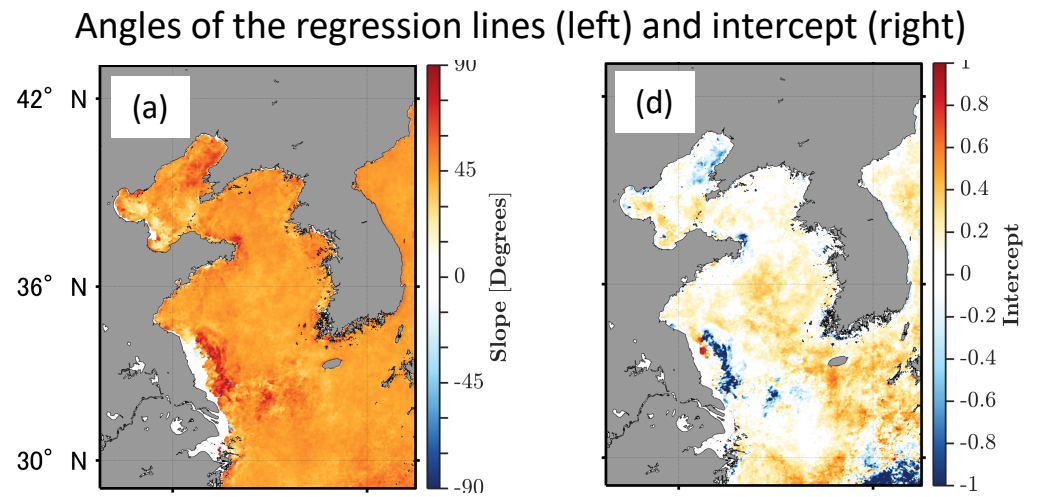 Angles of the regression lines (left) and intercept (right)
(a)
42° N
36° N
30° N
90
45
0
-45
-90
Slope [Degrees]
(d)
1
0.8
0.6
0.4
0.2
0
-0.2
-0.4
-0.6
-0.8
-1
Intercept